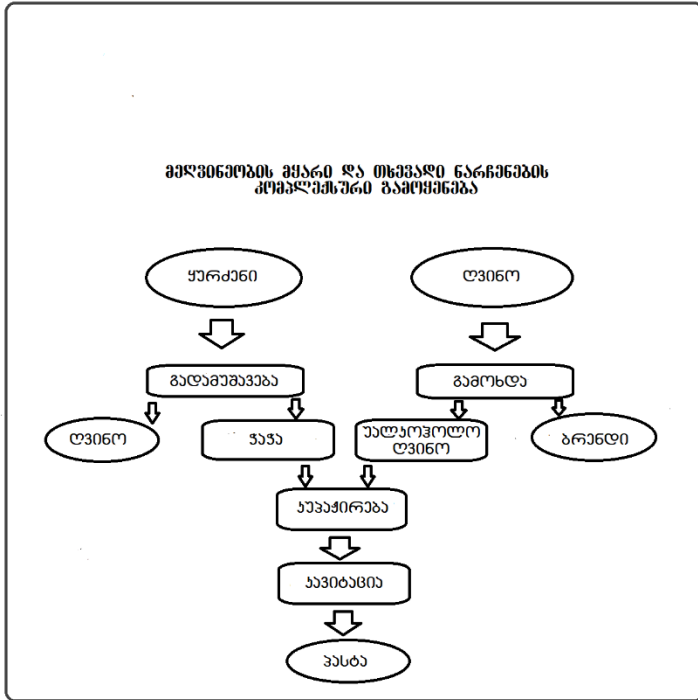 მეღვინეობის მყარი და თხევადი ნარჩენების
კომპლექსური გამოყენება
ყურძენი
ღვინო
გადამუშავება
გამოხდა
ღვინო
ჭაჭა
უალკოჰოლო
ღვინო
ბრენდი
კუპაჟირება
კავიტაცია
პასტა